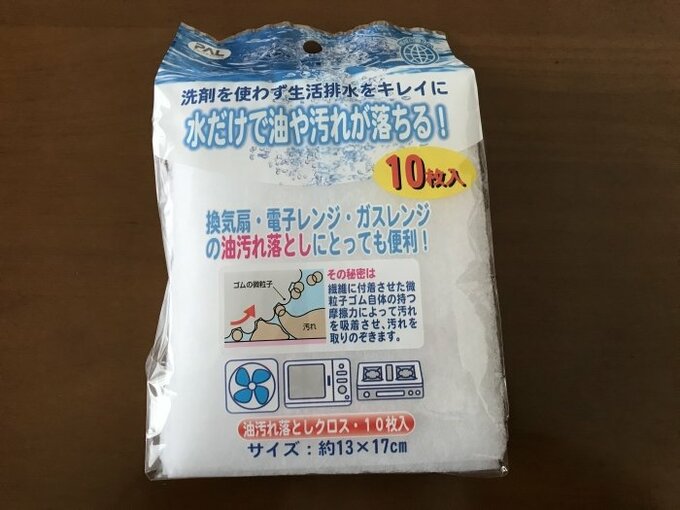 PAL
洗剤を使わず生活排水をキレイに
水だけで油や汚れが落ちる！
10枚入
換気扇・電子レンジ・ガスレンジ
の油汚れ落としにとっても便利！
ゴムの微粒子
汚れ
その秘密は
繊維に付着させた微
粒子ゴム自体の持つ
摩擦力によって汚れ
を吸着させ、汚れを
取りのぞきます。
油汚れ落としクロス・10枚入
サイズ：約13×17cm